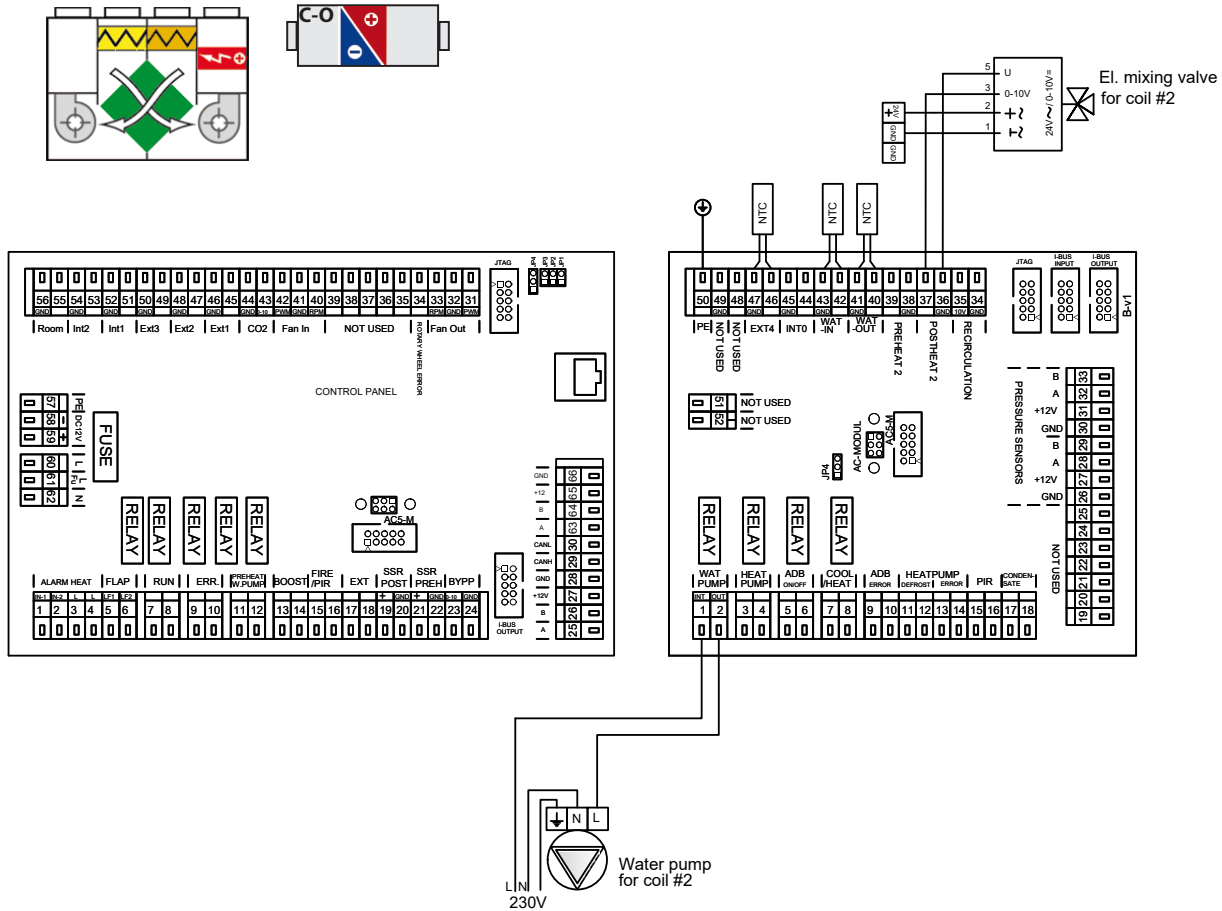 C-O
El. mixing valve
for coil #2
5 U
3 0-10V
2 + ~
1 ⊥ ~
24V ~/ 0-10V=
+ 24V
GND
GND
NTC NTC NTC
56 55 54 53 52 51 50 49 48 47 46 45 44 43 42 41 40 39 38 37 36 35 34 33 32 31
GND GND GND GND GND GND GND 0-10 PWM GND RPM RPM GND PWM
Room Int2 Int1 Ext3 Ext2 Ext1 CO2 Fan In NOT USED ROTARY WHEEL ERROR Fan Out
JTAG
JP4 JP3 JP2 JP1
CONTROL PANEL
57 PE
58 - DC12V
59 +
60 L
61 L Fu
62 N
FUSE
RELAY RELAY RELAY RELAY RELAY
AC5-M
I-BUS
OUTPUT
GND 66
+12 65
B 64
A 63
CANL 30
CANH 29
GND 28
+12V 27
B 26
A 25
ALARM HEAT FLAP RUN ERR. PREHEAT W.PUMP BOOST FIRE /PIR EXT SSR POST SSR PREH BYPP
IN-1 IN-2 L L LF1 LF2 + GND + GND 0-10 GND
1 2 3 4 5 6 7 8 9 10 11 12 13 14 15 16 17 18 19 20 21 22 23 24
50 49 48 47 46 45 44 43 42 41 40 39 38 37 36 35 34
GND GND GND GND GND GND 10V GND
PE NOT USED NOT USED EXT4 INT0 WAT -IN WAT -OUT PREHEAT 2 POSTHEAT 2 RECIRCULATION
JTAG
I-BUS
INPUT
I-BUS
OUTPUT
B-v1
51 NOT USED
52 NOT USED
JP4
AC-MODUL
AC5-M
PRESSURE SENSORS
B 33
A 32
+12V 31
GND 30
B 29
A 28
+12V 27
GND 26
25
24
23
22
21
20
19
NOT USED
RELAY RELAY RELAY RELAY
WAT PUMP HEAT PUMP ADB ON/OFF COOL /HEAT ADB ERROR HEATPUMP DEFROST ERROR PIR CONDEN- SATE
INT OUT
1 2 3 4 5 6 7 8 9 10 11 12 13 14 15 16 17 18
N L
Water pump
for coil #2
L N
230V